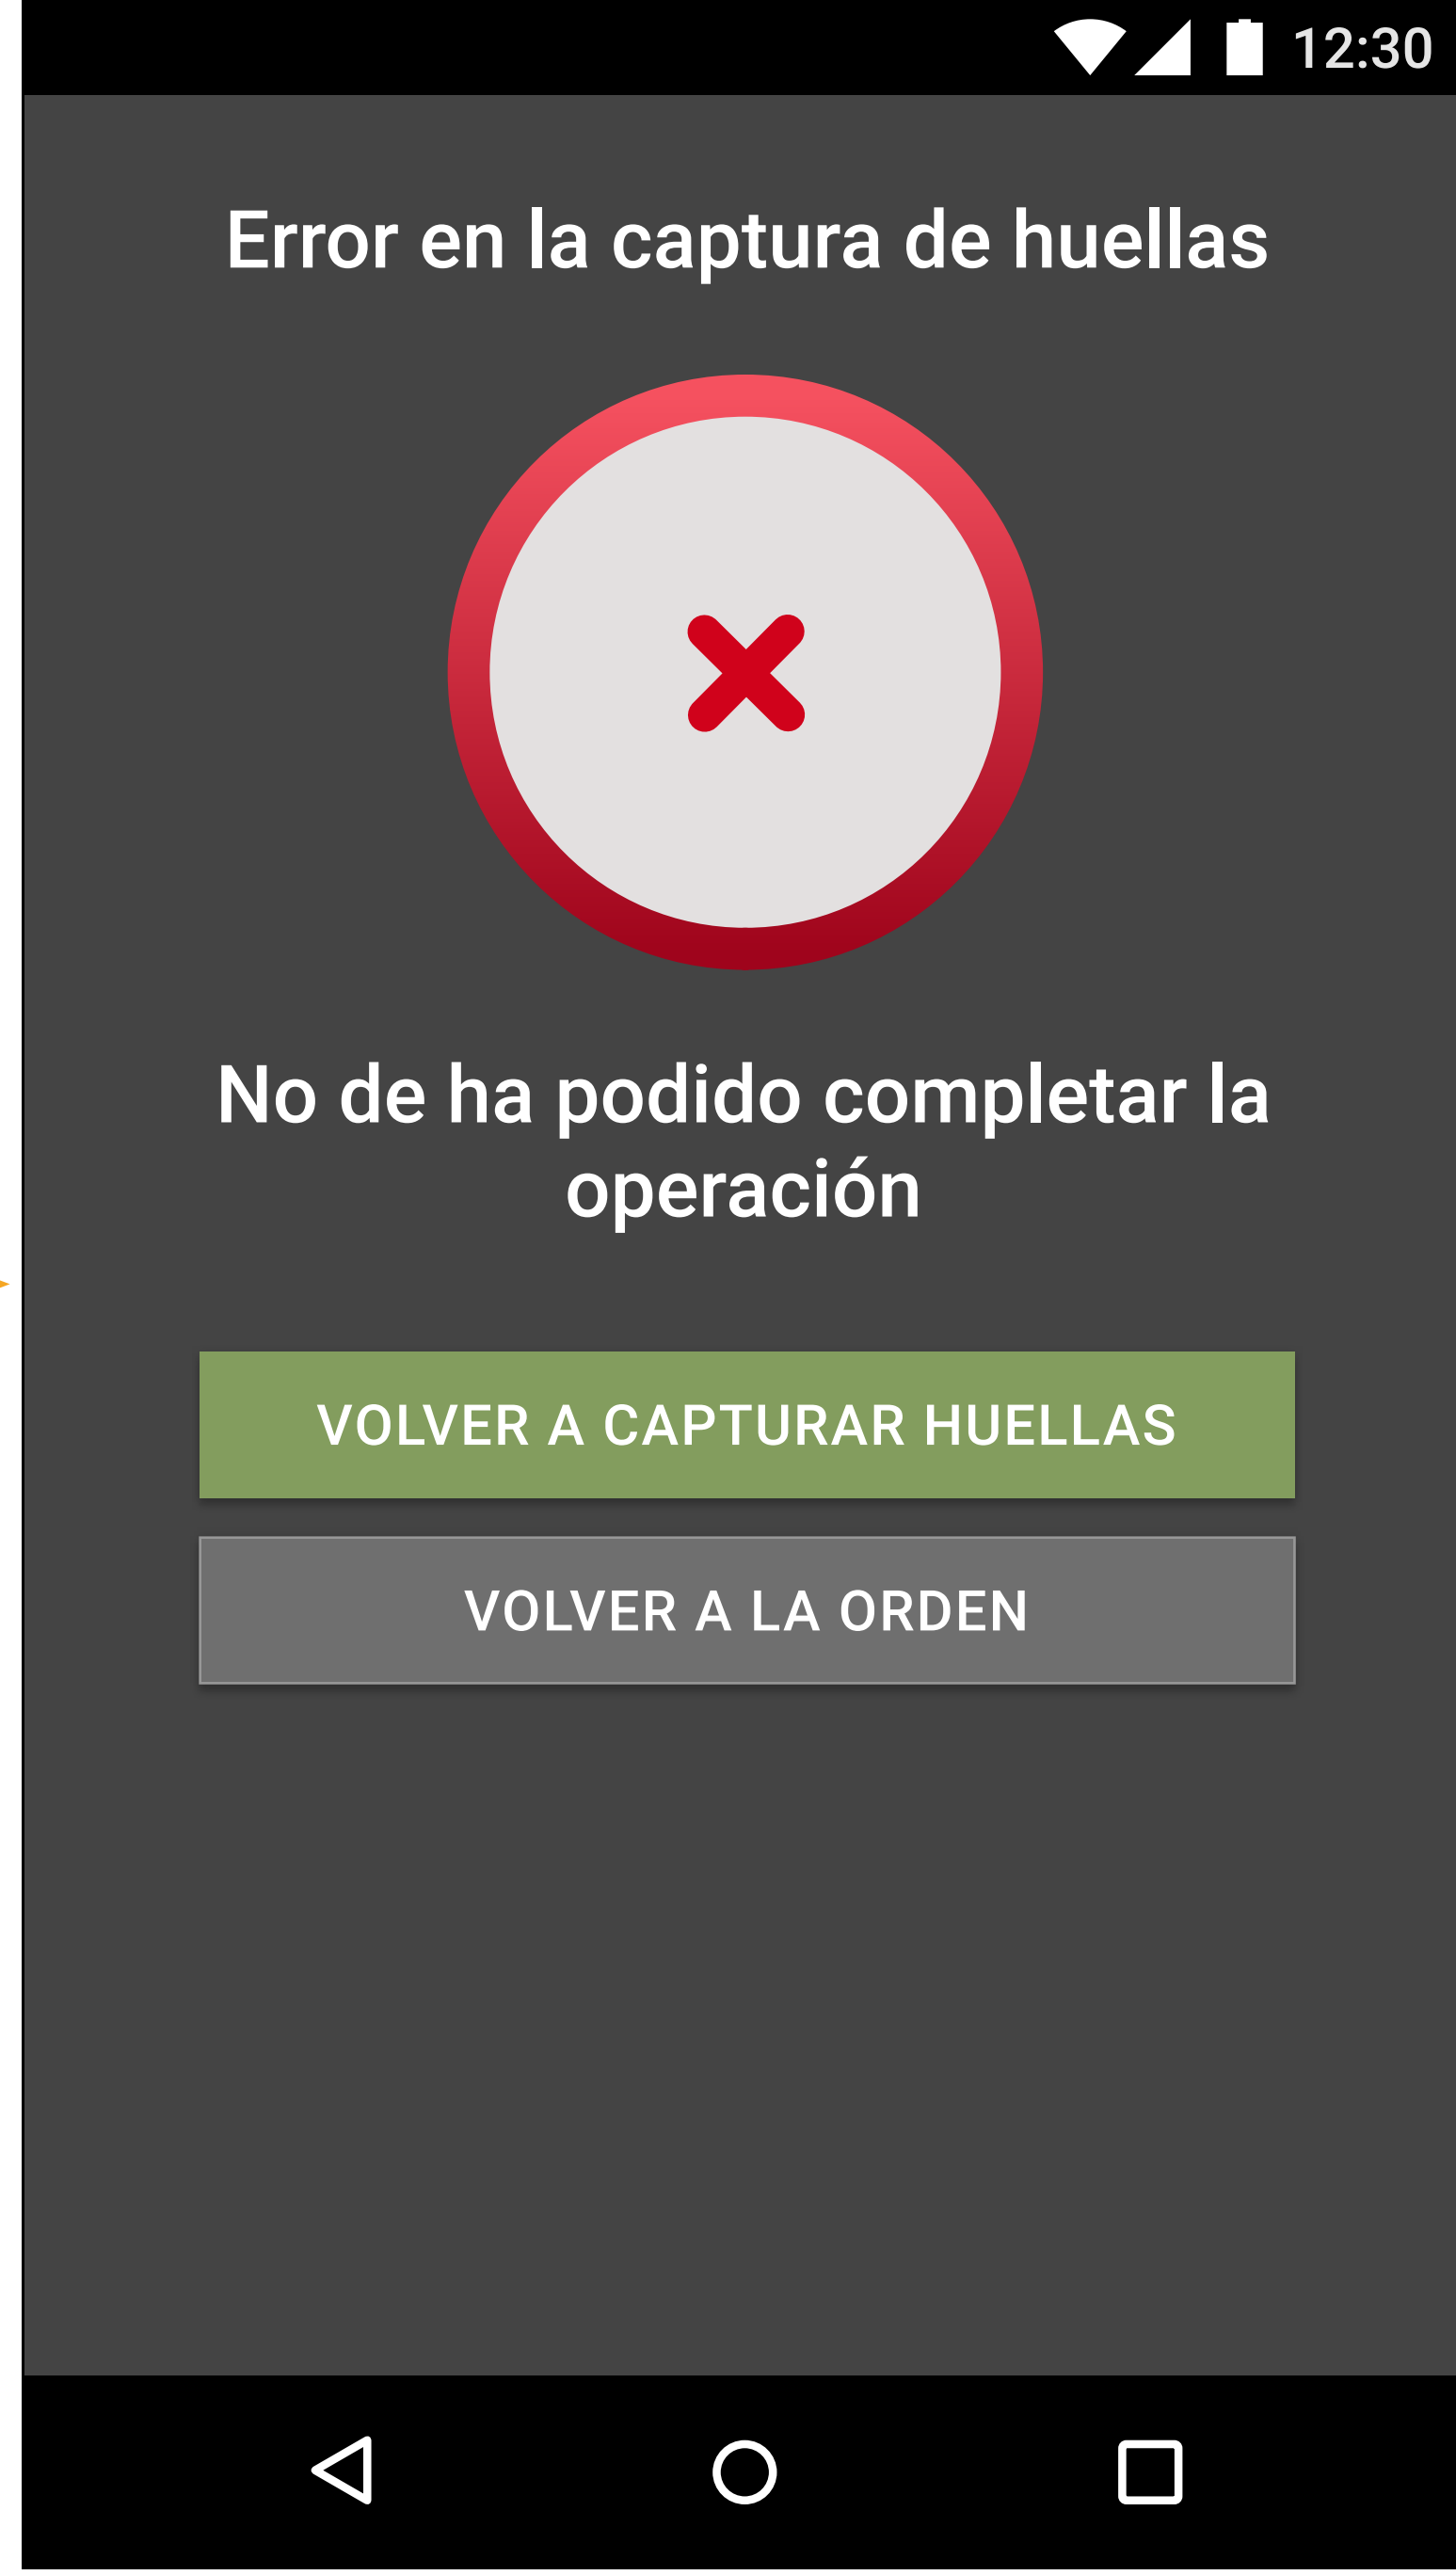 12:30
Error en la captura de huellas
No de ha podido completar la
operación
VOLVER A CAPTURAR HUELLAS
VOLVER A LA ORDEN